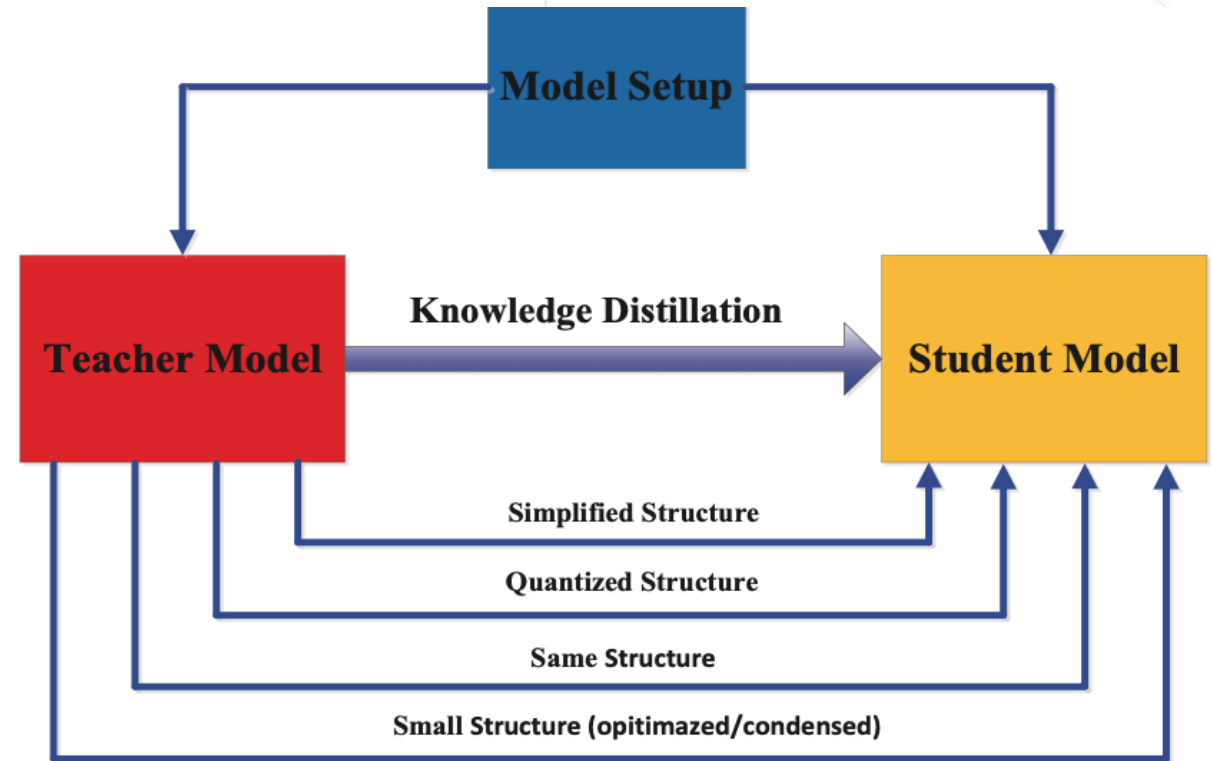 Model Setup
Knowledge Distillation
Teacher Model
Student Model
Simplified Structure
Quantized Structure
Same Structure
Small Structure (opitimazed/condensed)